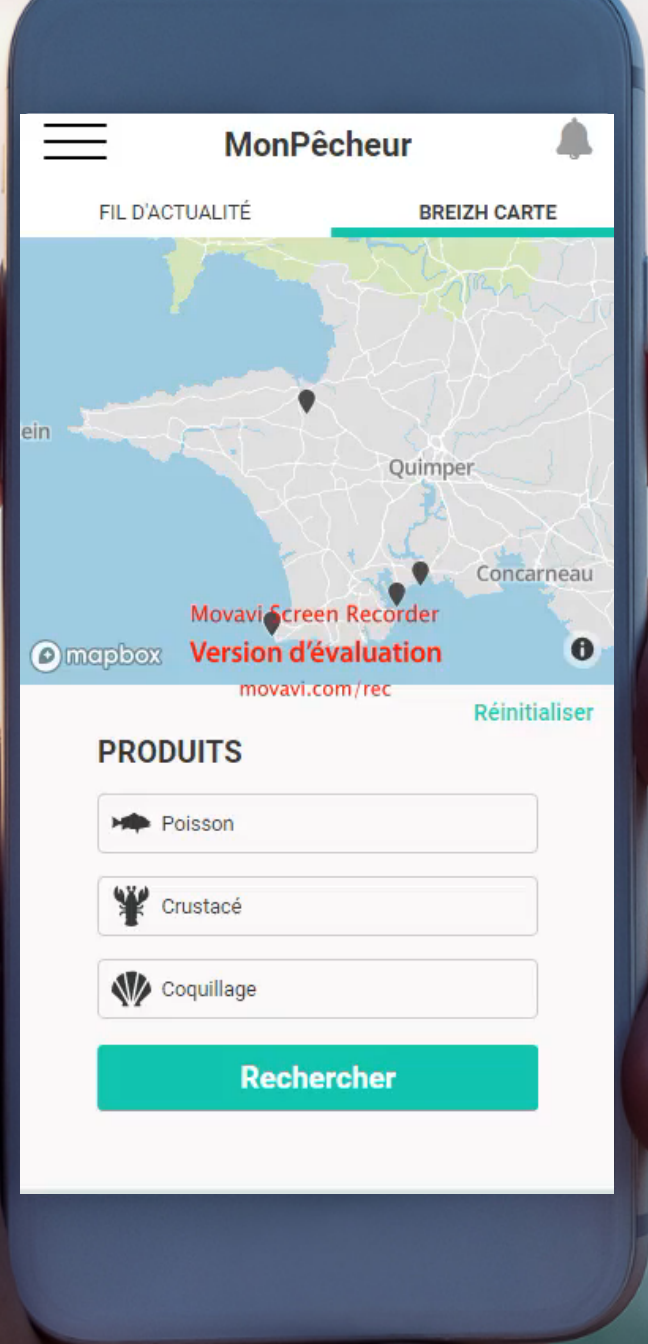 MonPêcheur
FIL D'ACTUALITÉ
BREIZH CARTE
ein
Quimper
Concarneau
Movavi Screen Recorder
mapbox
Version d'évaluation
movavi.com/rec
Réinitialiser
PRODUITS
Poisson
Crustacé
Coquillage
Rechercher